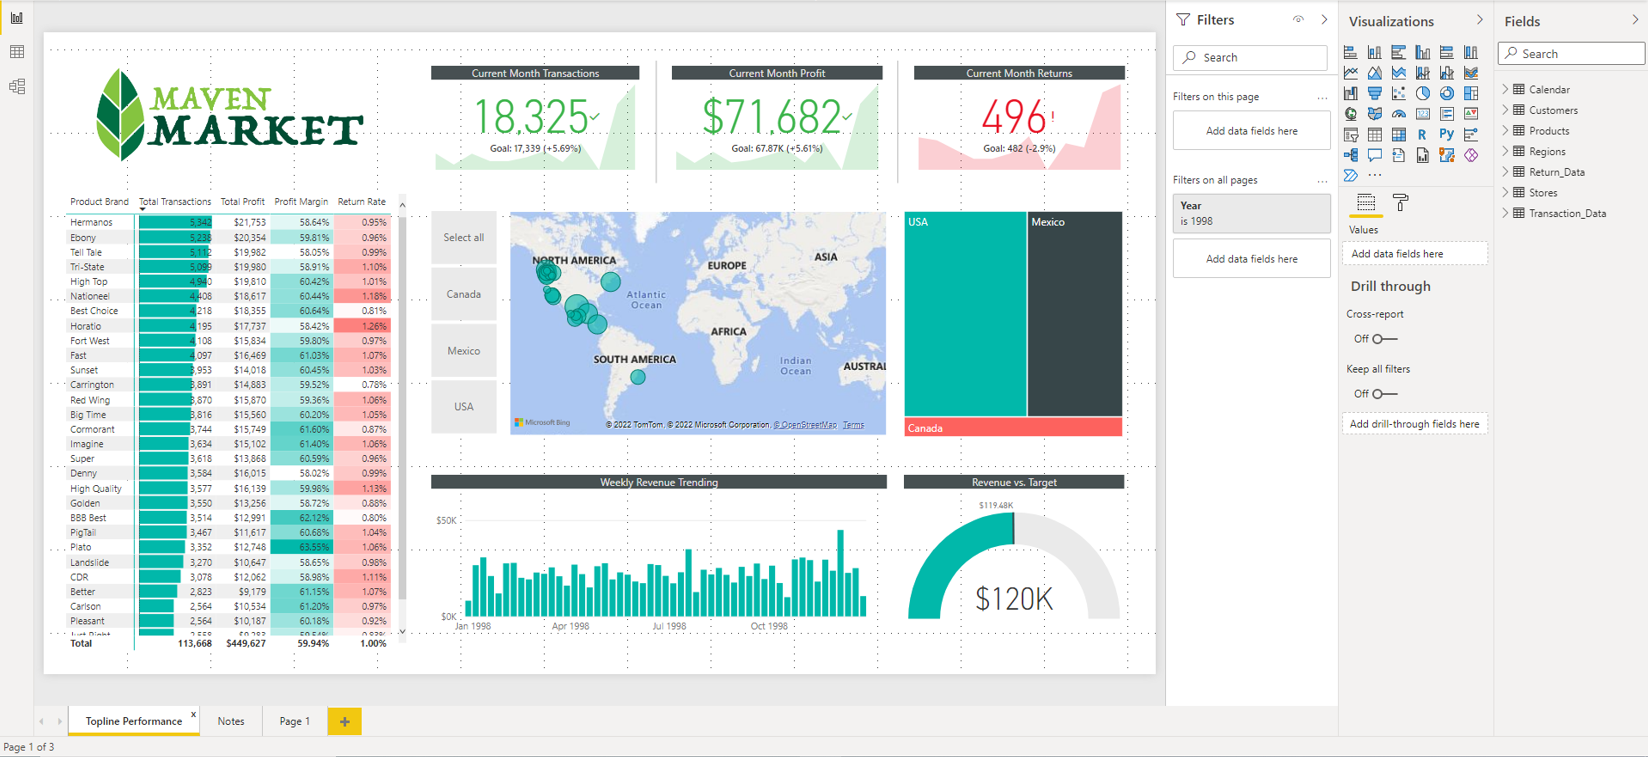 MAVEN
MARKET
Current Month Transactions
18,325
Goal: 17,339 (+5.69%)
Current Month Profit
$71,682
Goal: 67.87K (+5.61%)
Current Month Returns
496!
Goal: 482 (-2.9%)
Product Brand Total Transactions Total Profit Profit Margin Return Rate
Hermanos 5,342 $21,753 58.64% 0.95%
Ebony 5,238 $20,354 59.81% 0.96%
Tell Tale 5,112 $19,982 58.05% 0.99%
Tri-State 5,099 $19,980 58.91% 1.10%
High Top 4,940 $19,810 60.42% 1.01%
Nationeel 4,408 $18,617 60.44% 1.18%
Best Choice 4,218 $18,355 60.64% 0.81%
Horatio 4,195 $17,737 58.42% 1.26%
Fort West 4,108 $15,834 59.80% 0.97%
Fast 4,097 $16,469 61.03% 1.07%
Sunset 3,953 $14,018 60.45% 1.03%
Carrington 3,891 $14,883 59.52% 0.78%
Red Wing 3,870 $15,870 59.36% 1.06%
Big Time 3,816 $15,560 60.20% 1.05%
Cormorant 3,744 $15,749 61.60% 0.87%
Imagine 3,634 $15,102 61.40% 1.06%
Super 3,618 $13,868 60.59% 0.96%
Denny 3,584 $16,015 58.02% 0.99%
High Quality 3,577 $16,139 59.98% 1.13%
Golden 3,550 $13,256 58.72% 0.88%
BBB Best 3,514 $12,991 62.12% 0.80%
PigTail 3,467 $11,617 60.68% 1.04%
Plato 3,352 $12,748 63.55% 1.06%
Landslide 3,270 $10,647 58.65% 0.98%
CDR 3,078 $12,062 58.98% 1.11%
Better 2,823 $9,179 61.15% 1.07%
Carlson 2,564 $10,534 61.20% 0.97%
Pleasant 2,564 $10,187 60.18% 0.92%
Just Right 2,558 $9,283 59.54% 0.83%
Total 113,668 $449,627 59.94% 1.00%
Select all
Canada
Mexico
USA
NORTH AMERICA
EUROPE
ASIA
Atlantic
Ocean
AFRICA
SOUTH AMERICA
Indian
Ocean
AUSTRAL
Microsoft Bing
© 2022 TomTom, © 2022 Microsoft Corporation, © OpenStreetMap Terms
USA
Mexico
Canada
Weekly Revenue Trending
$50K
$0K
Jan 1998 Apr 1998 Jul 1998 Oct 1998
Revenue vs. Target
$119.48K
$120K
Filters
Search
Filters on this page ...
Add data fields here
Filters on all pages ...
Year
is 1998
Add data fields here
Visualizations
R
Py
...
Values
Add data fields here
Drill through
Cross-report
Off
Keep all filters
Off
Add drill-through fields here
Fields
Search
Calendar
Customers
Products
Regions
Return_Data
Stores
Transaction_Data
Topline Performance x
Notes
Page 1
+
Page 1 of 3